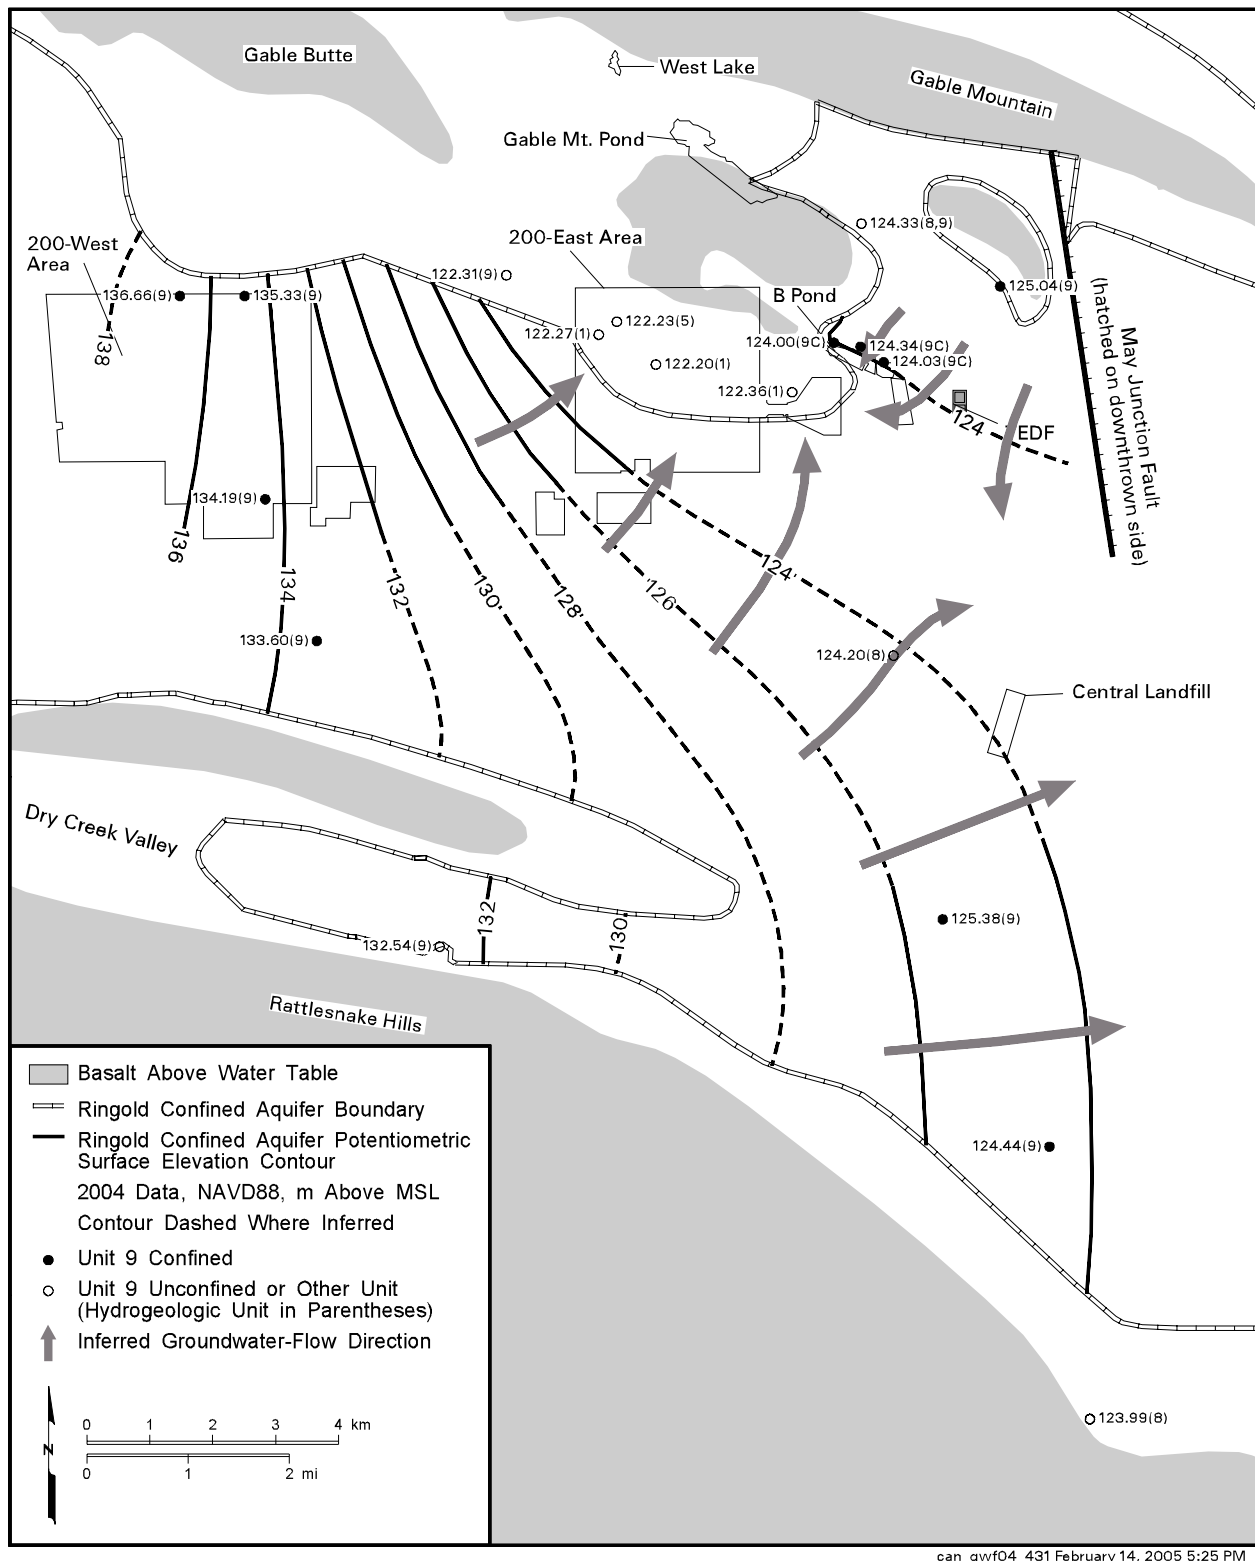 Gable Butte
West Lake
Gable Mountain
Gable Mt. Pond
124.33(8,9)
200-East Area
200-West
Area
122.31(9)
125.04(9)
136.66(9)
135.33(9)
B Pond
122.23(5)
122.27(1)
124.00(9C)
124.34(9C)
124.03(9C)
138
122.20(1)
122.36(1)
May Junction Fault
(hatched on downthrown side)
124
TEDF
134.19(9)
136
134
132
130
128
126
124
133.60(9)
124.20(8)
Central Landfill
Dry Creek Valley
132
130
132.54(9)
125.38(9)
Rattlesnake Hills
Basalt Above Water Table
Ringold Confined Aquifer Boundary
Ringold Confined Aquifer Potentiometric
Surface Elevation Contour
2004 Data, NAVD88, m Above MSL
Contour Dashed Where Inferred
Unit 9 Confined
Unit 9 Unconfined or Other Unit
(Hydrogeologic Unit in Parentheses)
Inferred Groundwater-Flow Direction
124.44(9)
123.99(8)
0 1 2 3 4 km
N
0 1 2 mi
can_gwf04_431 February 14, 2005 5:25 PM